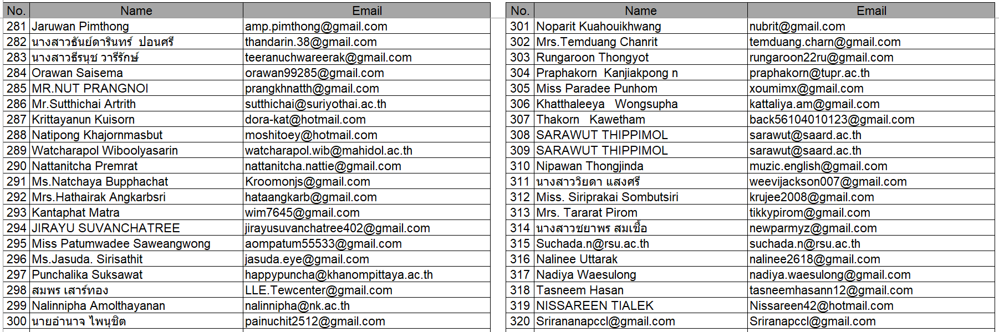 No. Name Email
281 Jaruwan Pimthong amp.pimthong@gmail.com
282 นางสาวธันย์ดารินทร์  ปอนศรี thandarin.38@gmail.com
283 นางสาวธีรนุช วารีรักษ์ teeranuchwareerak@gmail.com
284 Orawan Saisema orawan99285@gmail.com
285 MR.NUT PRANGNOI prangkhnatth@gmail.com
286 Mr.Sutthichai Artrith sutthichai@suriyothai.ac.th
287 Krittayanun Kuisorn dora-kat@hotmail.com
288 Natipong Khajornmasbut moshitoey@hotmail.com
289 Watcharapol Wiboolyasarin watcharapol.wib@mahidol.ac.th
290 Nattanitcha Premrat nattanitcha.nattie@gmail.com
291 Ms.Natchaya Bupphachat Kroomonjs@gmail.com
292 Mrs.Hathairak Angkarbsri hataangkarb@gmail.com
293 Kantaphat Matra wim7645@gmail.com
294 JIRAYU SUVANCHATREE jirayusuvanchatree402@gmail.com
295 Miss Patumwadee Saweangwong aompatum55533@gmail.com
296 Ms.Jasuda. Sirisathit jasuda.eye@gmail.com
297 Punchalika Suksawat happypuncha@khanompittaya.ac.th
298 สมพร เสาร์ทอง LLE.Tewcenter@gmail.com
299 Nalinnipha Amolthayanan nalinnipha@nk.ac.th
300 นายอำนาจ ไพนุชิต painuchit2512@gmail.com
No. Name Email
301 Noparit Kuahouikhwang nubrit@gmail.com
302 Mrs.Temduang Chanrit temduang.charn@gmail.com
303 Rungaroon Thongyot rungaroon22ru@gmail.com
304 Praphakorn  Kanjiakpong n praphakorn@tupr.ac.th
305 Miss Paradee Punhom xoumimx@gmail.com
306 Khatthaleeya   Wongsupha kattaliya.am@gmail.com
307 Thakorn   Kawetham back56104010123@gmail.com
308 SARAWUT THIPPIMOL sarawut@saard.ac.th
309 SARAWUT THIPPIMOL sarawut@saard.ac.th
310 Nipawan Thongjinda muzic.english@gmail.com
311 นางสาววิยดา แสงศรี weevijackson007@gmail.com
312 Miss. Siriprakai Sombutsiri krujee2008@gmail.com
313 Mrs. Tararat Pirom tikkypirom@gmail.com
314 นางสาวชยาพร สมเชื้อ newparmyz@gmail.com
315 Suchada.n@rsu.ac.th suchada.n@rsu.ac.th
316 Nalinee Uttarak nalinee2618@gmail.com
317 Nadiya Waesulong nadiya.waesulong@gmail.com
318 Tasneem Hasan tasneemhasann12@gmail.com
319 NISSAREEN TIALEK Nissareen42@hotmail.com
320 Srirananapccl@gmail.com Sriranapccl@gmail.com